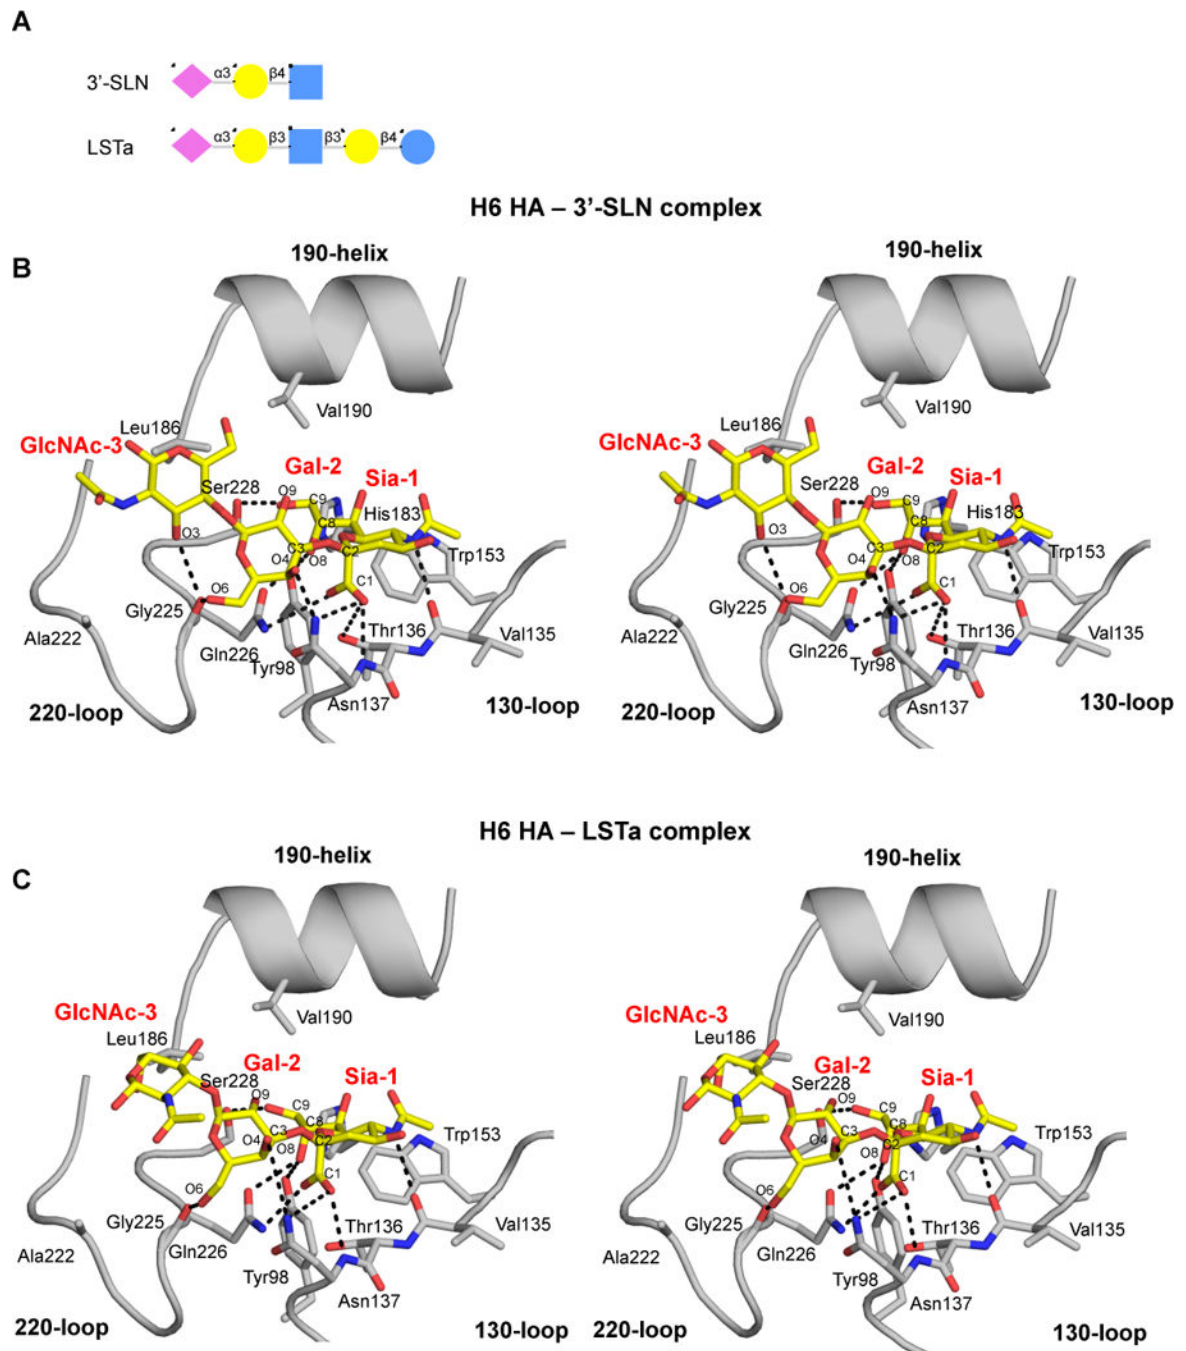 A
3'-SLN α3 β4
LSTa α3 β3 β3 β4
H6 HA – 3'-SLN complex
B
190-helix 190-helix
Val190 Val190
Leu186 Leu186
GlcNAc-3 GlcNAc-3
Gal-2 Gal-2
Sia-1 Sia-1
Ser228 O9 C9 Ser228 O9 C9
C8 His183 C8 His183
O3 C3 C2 O3 C3 C2
O4 O8 Trp153 O4 O8 Trp153
O6 C1 O6 C1
Gly225 Gly225
Ala222 Thr136 Val135 Ala222 Thr136 Val135
Gln226 Gln226
Tyr98 Tyr98
Asn137 Asn137
220-loop 130-loop 220-loop 130-loop
H6 HA – LSTa complex
C
190-helix 190-helix
GlcNAc-3 Val190 GlcNAc-3 Val190
Leu186 Leu186
Gal-2 Gal-2
Sia-1 Sia-1
Ser228 O9 C9 Ser228 O9 C9
C8 C8
O4 C3 C2 Trp153 O4 C3 C2 Trp153
O8 O8
O6 C1 O6 C1
Gly225 Thr136 Val135 Gly225 Thr136 Val135
Ala222 Gln226 Ala222 Gln226
Tyr98 Tyr98
Asn137 Asn137
220-loop 130-loop 220-loop 130-loop